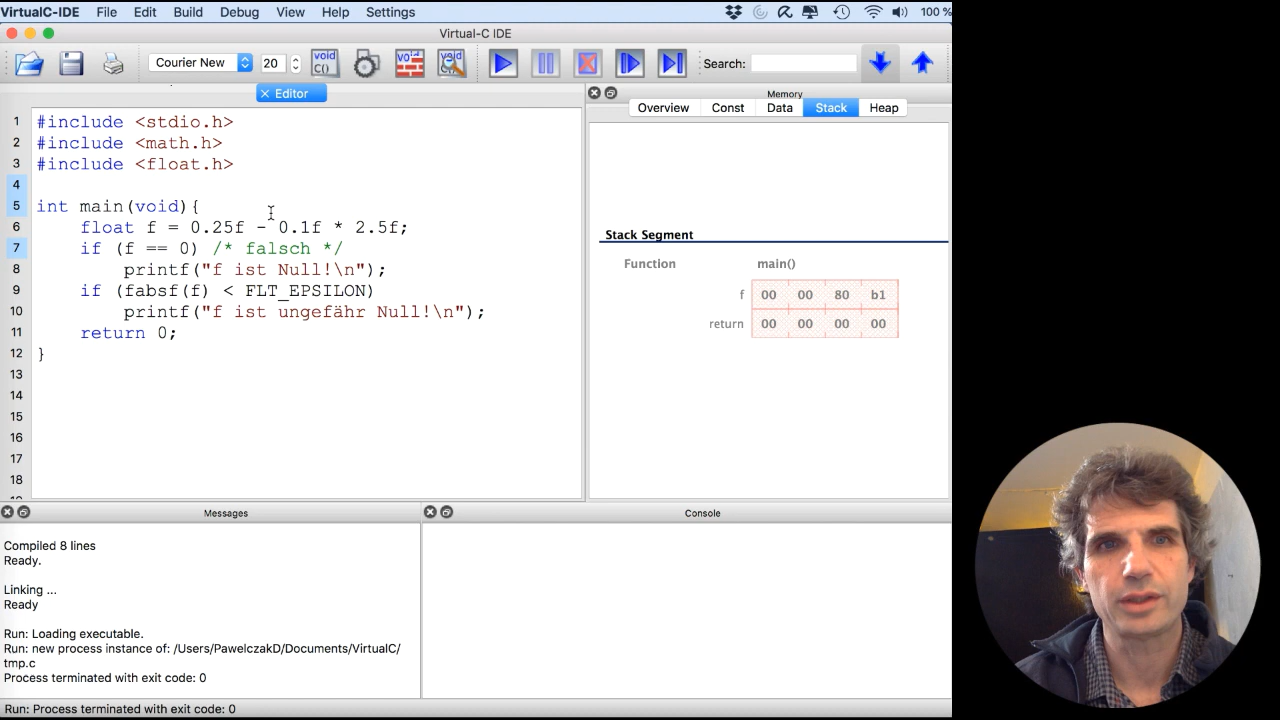 VirtualC-IDE File Edit Build Debug View Help Settings 100 %
Virtual-C IDE
Courier New 20 void C() void void Search:
Editor
Memory
Overview Const Data Stack Heap
1 #include <stdio.h>
2 #include <math.h>
3 #include <float.h>
4
5 int main(void){
6 float f = 0.25f - 0.1f * 2.5f;
7 if (f == 0) /* falsch */
8 printf("f ist Null!\n");
9 if (fabsf(f) < FLT_EPSILON)
10 printf("f ist ungefähr Null!\n");
11 return 0;
12 }
13
14
15
16
17
18
Stack Segment
Function main()
f 00 00 80 b1
return 00 00 00 00
Messages
Compiled 8 lines
Ready.
Linking ...
Ready
Run: Loading executable.
Run: new process instance of: /Users/PawelczakD/Documents/VirtualC/
tmp.c
Process terminated with exit code: 0
Console
Run: Process terminated with exit code: 0